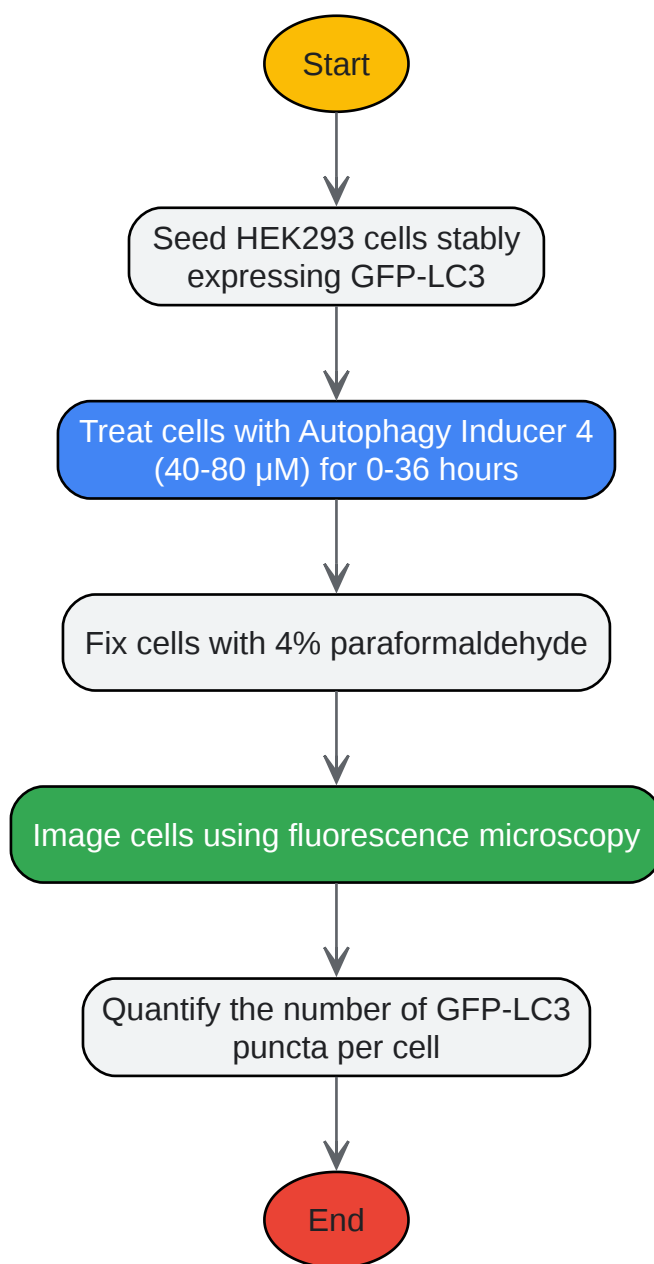 Start
Seed HEK293 cells stably
expressing GFP-LC3
Treat cells with Autophagy Inducer 4
(40-80 μM) for 0-36 hours
Fix cells with 4% paraformaldehyde
Image cells using fluorescence microscopy
Quantify the number of GFP-LC3
puncta per cell
End